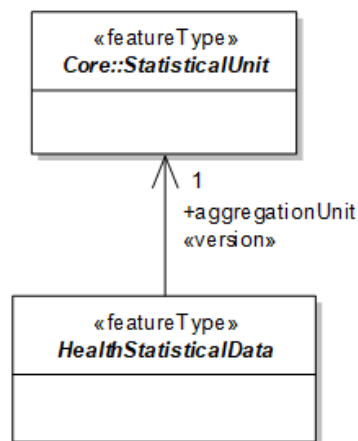 «featureType»
Core::StatisticalUnit
1
+aggregationUnit
«version»
«featureType»
HealthStatisticalData